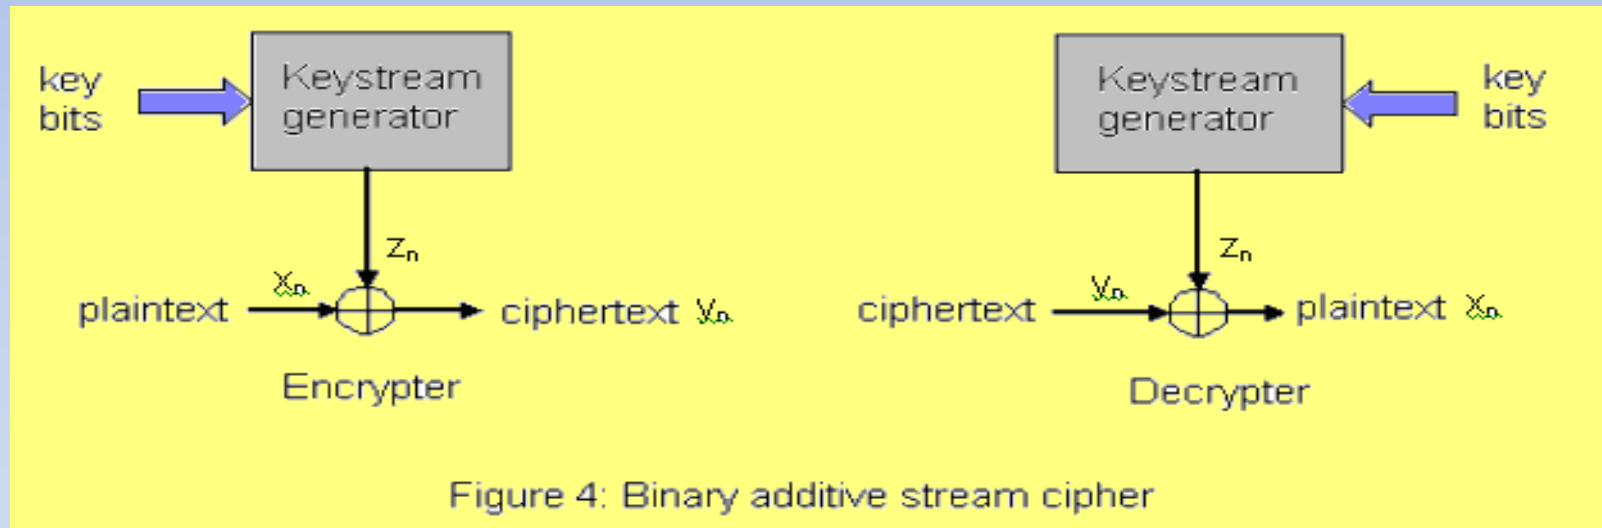 key
bits
Keystream
generator
Keystream
generator
key
bits
zₙ
zₙ
plaintext xₙ ciphertext yₙ
ciphertext yₙ plaintext xₙ
Encrypter
Decrypter
Figure 4: Binary additive stream cipher